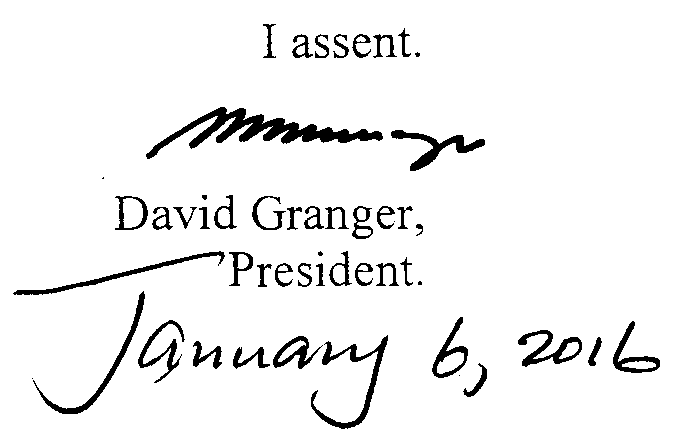 I assent.
David Granger,
President.
January 6, 2016